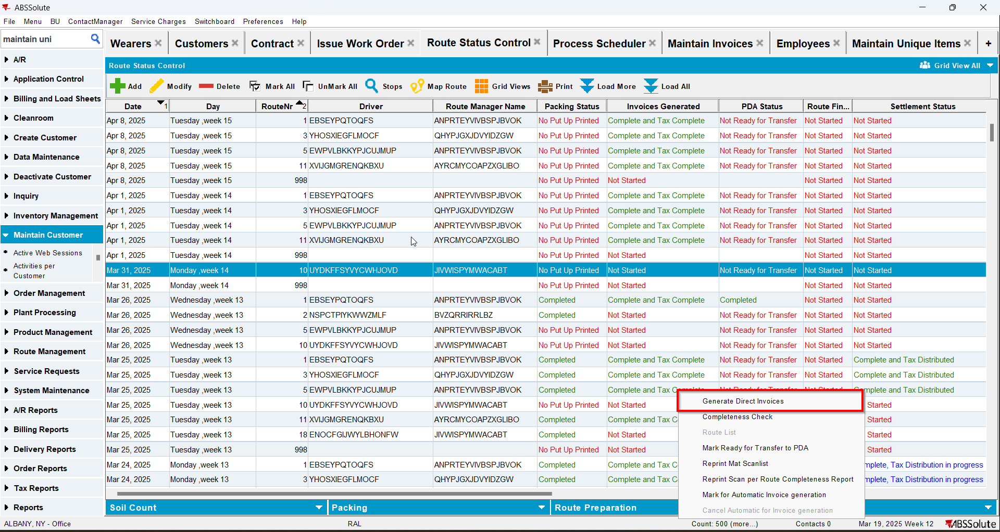 ABSSolute
File Menu BU ContactManager Service Charges Switchboard Preferences Help
maintain uni
Wearers Customers Contract Issue Work Order Route Status Control Process Scheduler Maintain Invoices Employees Maintain Unique Items +
Route Status Control Grid View All
Add Modify Delete Mark All UnMark All Stops Map Route Grid Views Print Load More Load All
A/R
Application Control
Billing and Load Sheets
Cleanroom
Create Customer
Data Maintenance
Deactivate Customer
Inquiry
Inventory Management
Maintain Customer
Active Web Sessions
Activities per
Customer
Order Management
Plant Processing
Product Management
Route Management
Service Requests
System Maintenance
A/R Reports
Billing Reports
Delivery Reports
Order Reports
Tax Reports
Reports
Date 1 Day RouteNr 2 Driver Route Manager Name Packing Status Invoices Generated PDA Status Route Fin... Settlement Status
Apr 8, 2025 Tuesday ,week 15 1 EBSEYPQTOQFS ANPRTEYVIVBSPJBVOK No Put Up Printed Complete and Tax Complete Not Ready for Transfer Not Started Not Started
Apr 8, 2025 Tuesday ,week 15 3 YHOSXIEGFLMOCF QHYPJGXJDVYIDZGW No Put Up Printed Complete and Tax Complete Not Ready for Transfer Not Started Not Started
Apr 8, 2025 Tuesday ,week 15 5 EWPVLBKKYPJCUJMUP ANPRTEYVIVBSPJBVOK No Put Up Printed Complete and Tax Complete Not Ready for Transfer Not Started Not Started
Apr 8, 2025 Tuesday ,week 15 11 XVIJGMGRENQKBXU AYRCMYCOAPZXGLIBO No Put Up Printed Complete and Tax Complete Not Ready for Transfer Not Started Not Started
Apr 8, 2025 Tuesday ,week 15 998 No Put Up Printed Not Started Not Started Not Started
Apr 1, 2025 Tuesday ,week 14 1 EBSEYPQTOQFS ANPRTEYVIVBSPJBVOK No Put Up Printed Complete and Tax Complete Not Ready for Transfer Not Started Not Started
Apr 1, 2025 Tuesday ,week 14 3 YHOSXIEGFLMOCF QHYPJGXJDVYIDZGW No Put Up Printed Complete and Tax Complete Not Ready for Transfer Not Started Not Started
Apr 1, 2025 Tuesday ,week 14 5 EWPVLBKKYPJCUJMUP ANPRTEYVIVBSPJBVOK No Put Up Printed Complete and Tax Complete Not Ready for Transfer Not Started Not Started
Apr 1, 2025 Tuesday ,week 14 11 XVIJGMGRENQKBXU AYRCMYCOAPZXGLIBO No Put Up Printed Complete and Tax Complete Not Ready for Transfer Not Started Not Started
Apr 1, 2025 Tuesday ,week 14 998 No Put Up Printed Not Started Not Started Not Started
Mar 31, 2025 Monday ,week 14 10 UYDKFFSYVYCWHJOVD JIVWISPYMWACABT No Put Up Printed Not Started Not Ready for Transfer Not Started Not Started
Mar 31, 2025 Monday ,week 14 998 No Put Up Printed Not Started Not Started Not Started
Mar 26, 2025 Wednesday ,week 13 1 EBSEYPQTOQFS ANPRTEYVIVBSPJBVOK Completed Complete and Tax Complete Completed Not Started Not Started
Mar 26, 2025 Wednesday ,week 13 2 NSPCTPIYKWWZMLF BVZQRRIRRLBZ Completed Not Started Not Ready for Transfer Not Started Not Started
Mar 26, 2025 Wednesday ,week 13 5 EWPVLBKKYPJCUJMUP ANPRTEYVIVBSPJBVOK No Put Up Printed Not Started Not Ready for Transfer Not Started Not Started
Mar 26, 2025 Wednesday ,week 13 10 UYDKFFSYVYCWHJOVD JIVWISPYMWACABT No Put Up Printed Not Started Not Ready for Transfer Not Started Not Started
Mar 25, 2025 Tuesday ,week 13 1 EBSEYPQTOQFS ANPRTEYVIVBSPJBVOK Completed Complete and Tax Complete Not Ready for Transfer Not Started Complete and Tax Distributed
Mar 25, 2025 Tuesday ,week 13 3 YHOSXIEGFLMOCF QHYPJGXJDVYIDZGW Completed Complete and Tax Complete Not Ready for Transfer Not Started Complete and Tax Distributed
Mar 25, 2025 Tuesday ,week 13 5 EWPVLBKKYPJCUJMUP ANPRTEYVIVBSPJBVOK Completed Complete and Tax Complete Not Ready for Transfer Not Started Complete and Tax Distributed
Mar 25, 2025 Tuesday ,week 13 10 UYDKFFSYVYCWHJOVD JIVWISPYMWACABT No Put Up Printed Not Started Started
Mar 25, 2025 Tuesday ,week 13 11 XVIJGMGRENQKBXU AYRCMYCOAPZXGLIBO Completed Complete and Tax C Started
Mar 25, 2025 Tuesday ,week 13 18 ENOCFGIJWYLBHONFW JIVWISPYMWACABT Completed Not Started Started
Mar 25, 2025 Tuesday ,week 13 998 No Put Up Printed Not Started Started
Mar 24, 2025 Monday ,week 13 1 EBSEYPQTOQFS ANPRTEYVIVBSPJBVOK Completed Complete and Tax C mplete, Tax Distribution in progress
Mar 24, 2025 Monday ,week 13 3 YHOSXIEGFLMOCF QHYPJGXJDVYIDZGW Completed Complete and Tax C mplete, Tax Distribution in progress
Generate Direct Invoices
Completeness Check
Route List
Mark Ready for Transfer to PDA
Reprint Mat Scanlist
Reprint Scan per Route Completeness Report
Mark for Automatic Invoice generation
Cancel Automatic for Invoice generation
Soil Count Packing Route Preparation
ALBANY, NY - Office RAL Count: 500 (more...) Contacts 0 Mar 19, 2025 Week 12 ABSSolute